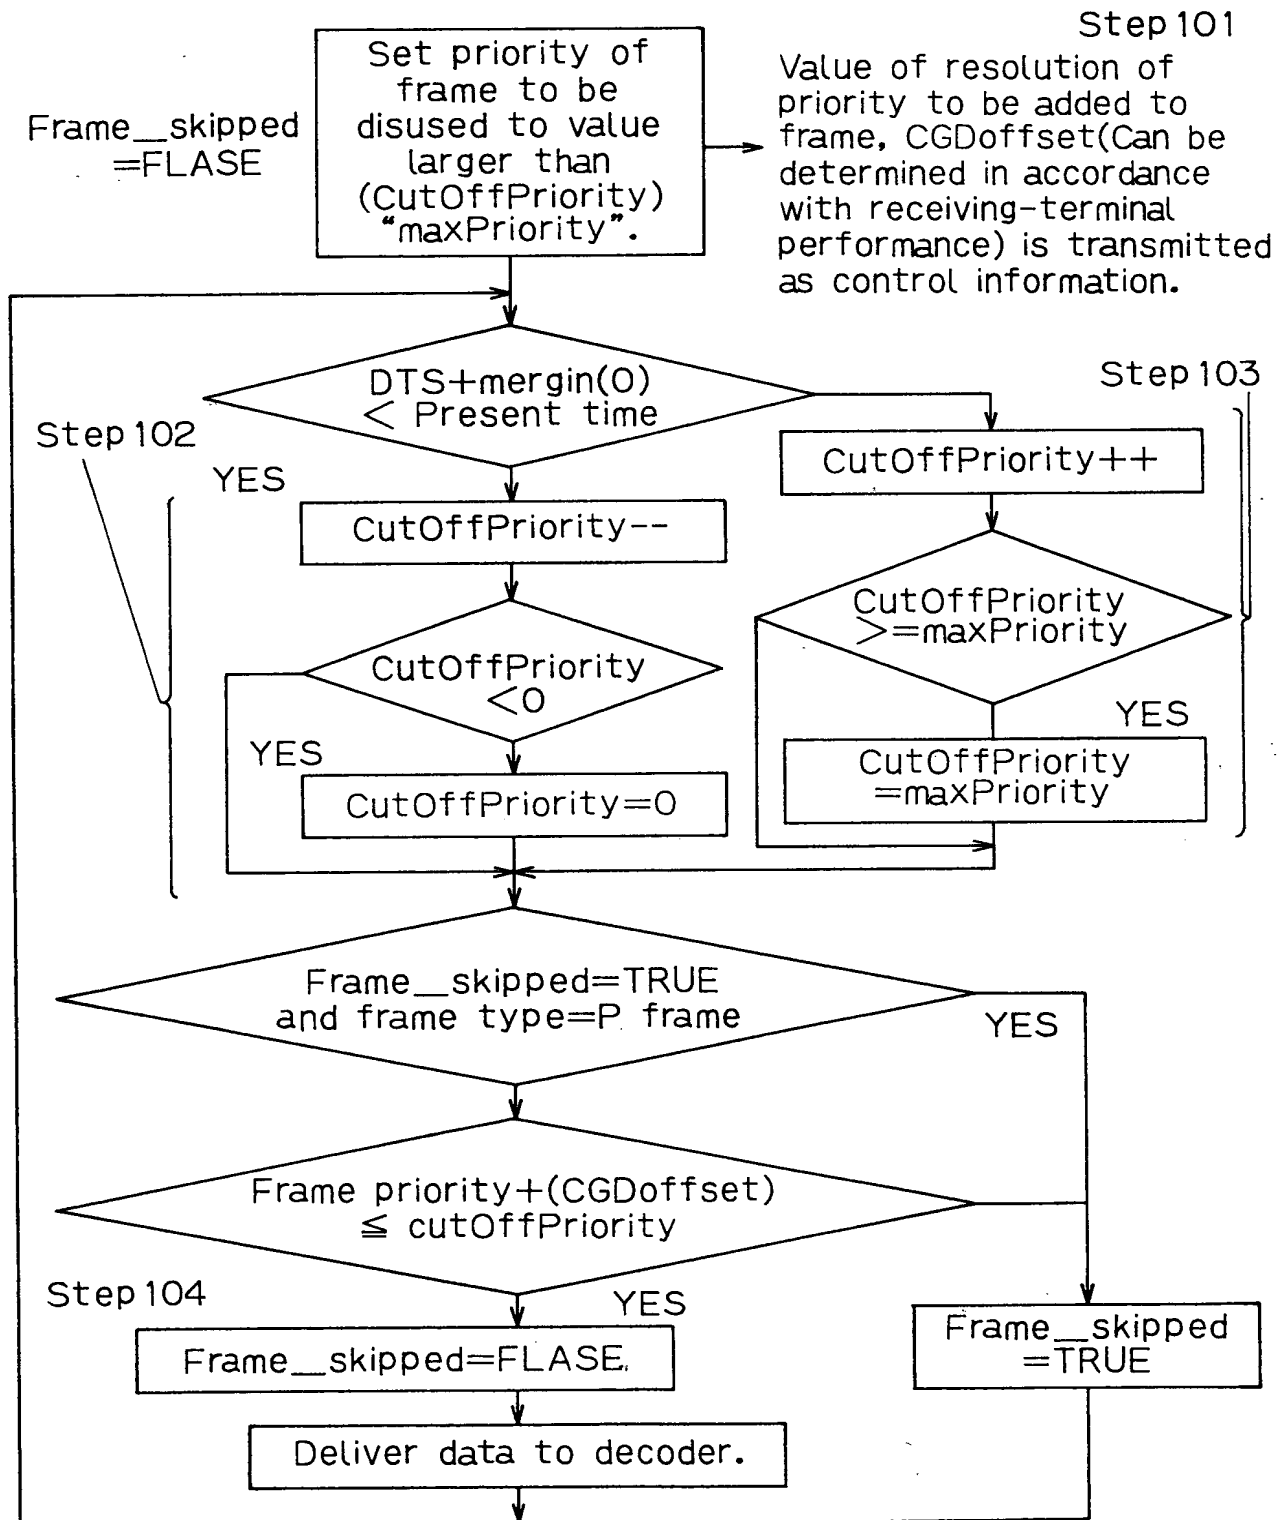 Step 101
Set priority of
frame to be
disused to value
larger than
(CutOffPriority)
“maxPriority”.
Frame__skipped
=FLASE
Value of resolution of
priority to be added to
frame, CGDoffset(Can be
determined in accordance
with receiving-terminal
performance) is transmitted
as control information.
DTS+mergin(0)
< Present time
Step 103
Step 102
YES
CutOffPriority++
CutOffPriority--
CutOffPriority
>=maxPriority
CutOffPriority
<0
YES
YES
CutOffPriority
=maxPriority
CutOffPriority=0
Frame__skipped=TRUE
and frame type=P frame
YES
Frame priority+(CGDoffset)
≦ cutOffPriority
Step 104
YES
Frame__skipped=FLASE
Frame__skipped
=TRUE
Deliver data to decoder.